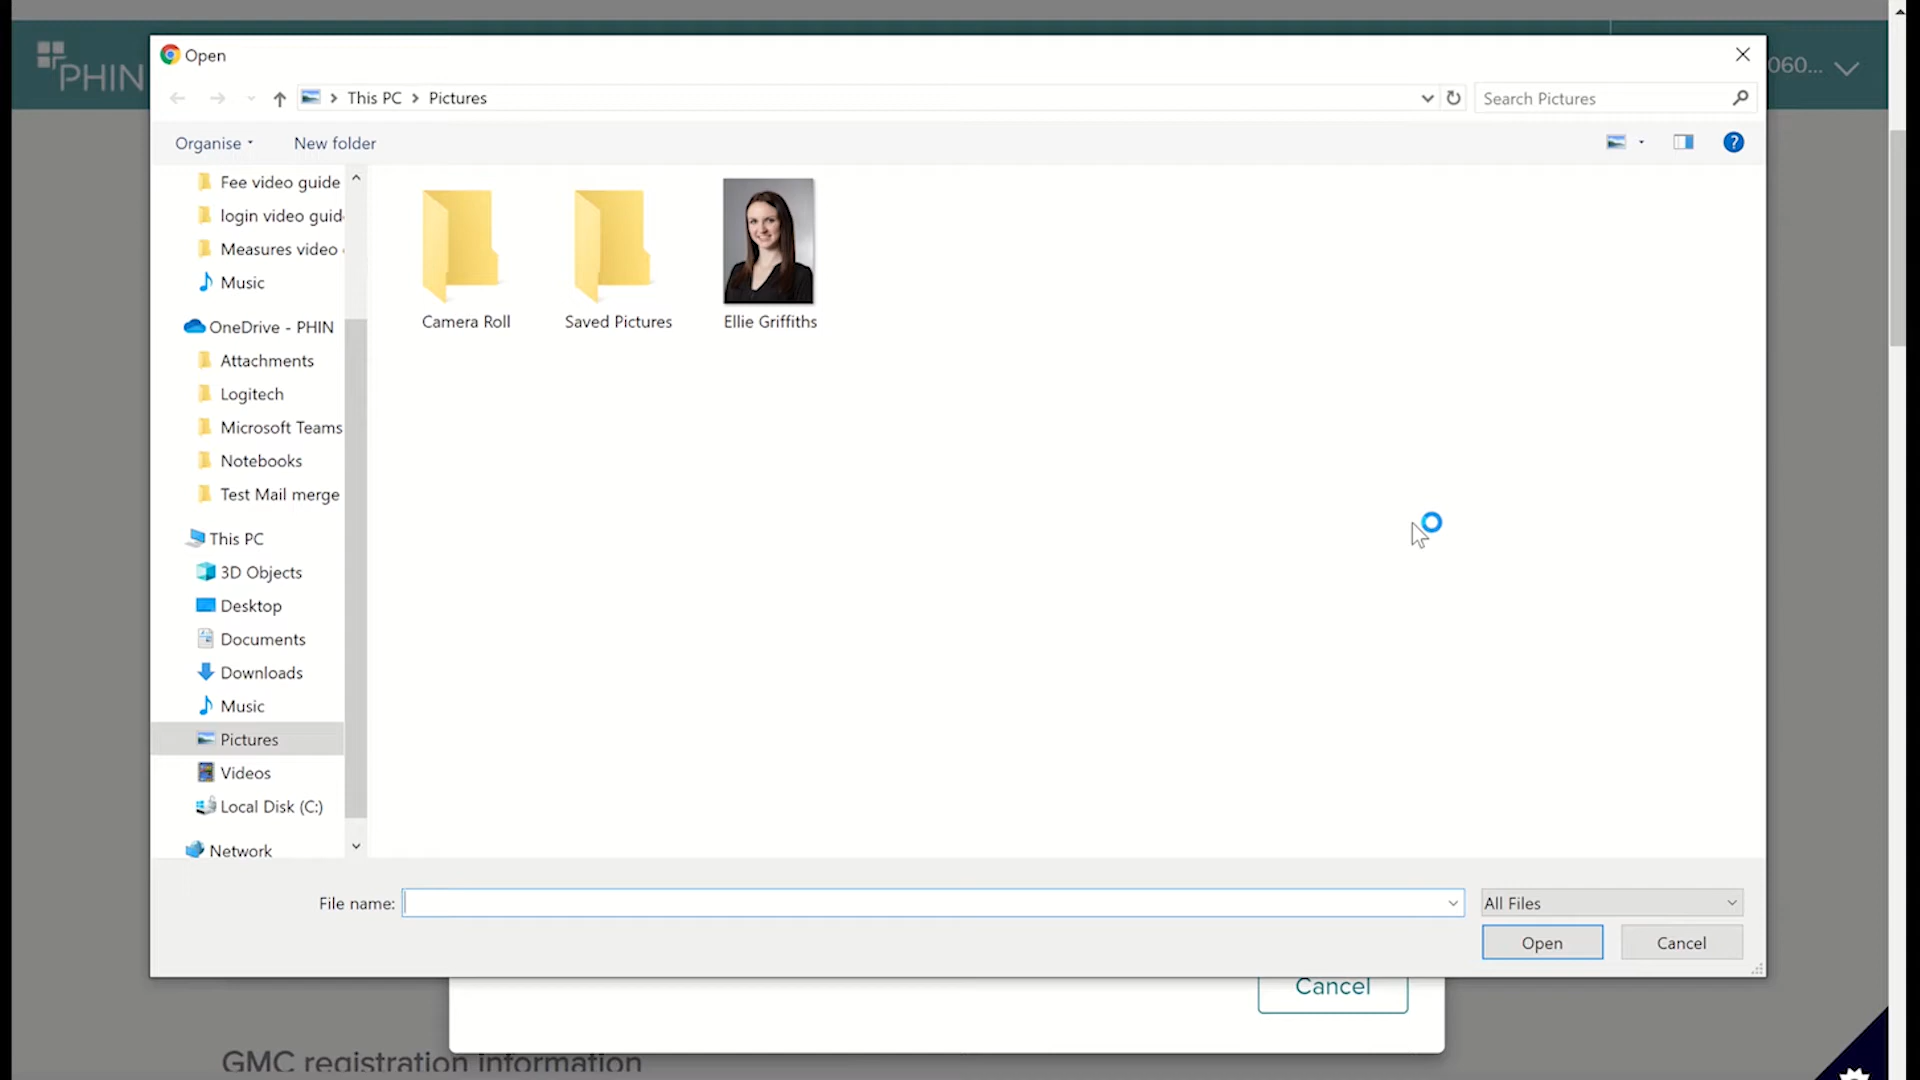 PHIN
Open
060...
This PC
Pictures
Search Pictures
Organise
New folder
?
Fee video guide
login video guid
Measures video
Music
OneDrive - PHIN
Attachments
Logitech
Microsoft Teams
Notebooks
Test Mail merge
This PC
3D Objects
Desktop
Documents
Downloads
Music
Pictures
Videos
Local Disk (C:)
Network
Camera Roll
Saved Pictures
Ellie Griffiths
File name:
All Files
Open
Cancel
Cancel
GMC registration information